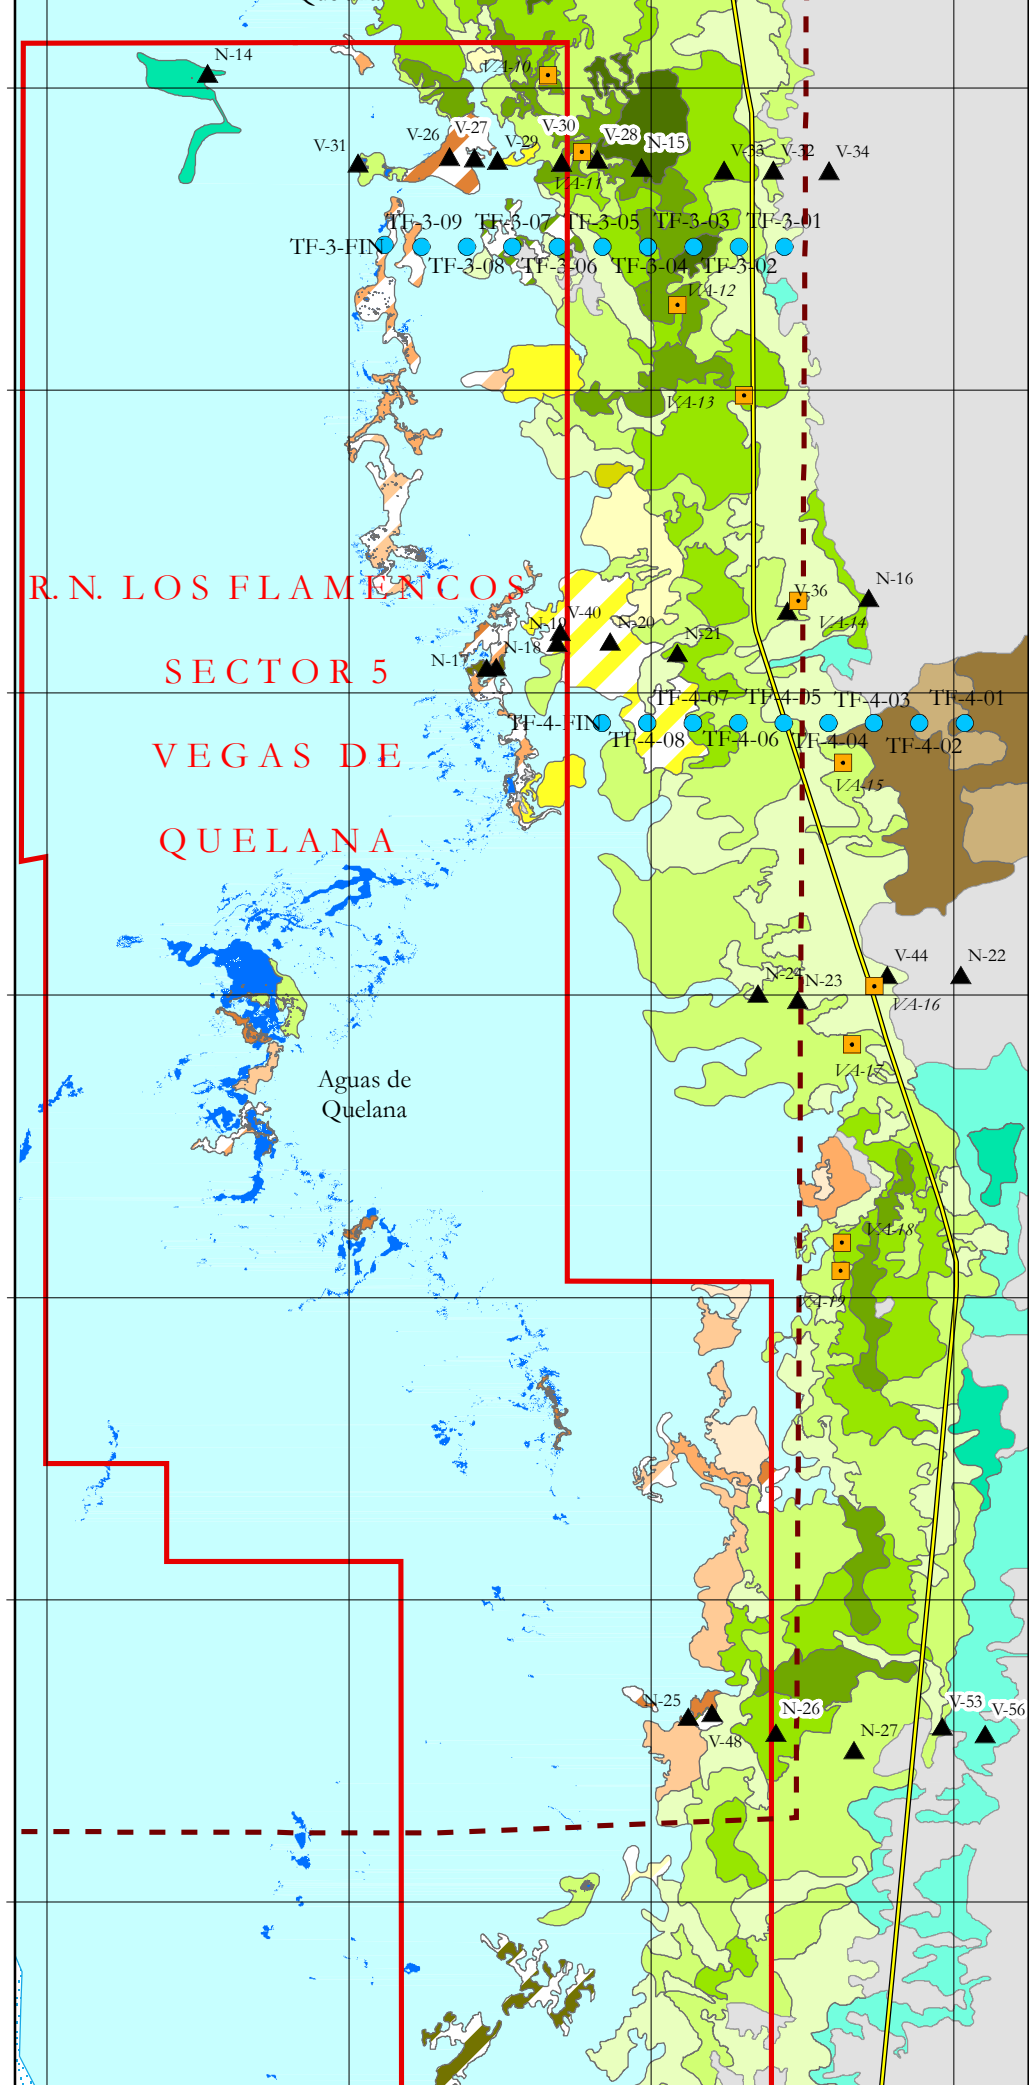 N-14
VA-10
V-31
V-26
V-27
V-29
V-30
V-28
N-15
V-33
V-32
V-34
VA-11
TF-3-09
TF-3-07
TF-3-05
TF-3-03
TF-3-01
TF-3-FIN
TF-3-08
TF-3-06
TF-3-04
TF-3-02
VA-12
VA-13
R. N. LOS FLAMENCOS
N-16
V-36
VA-14
V-40
N-19
N-20
N-21
N-18
N-17
SECTOR 5
TF-4-07
TF-4-05
TF-4-03
TF-4-01
TF-4-FIN
TF-4-08
TF-4-06
TF-4-04
TF-4-02
VEGAS DE
VA-15
QUELANA
V-44
N-22
N-24
N-23
VA-16
VA-17
Aguas de
Quelana
VA-18
VA-19
N-25
V-48
N-26
N-27
V-53
V-56